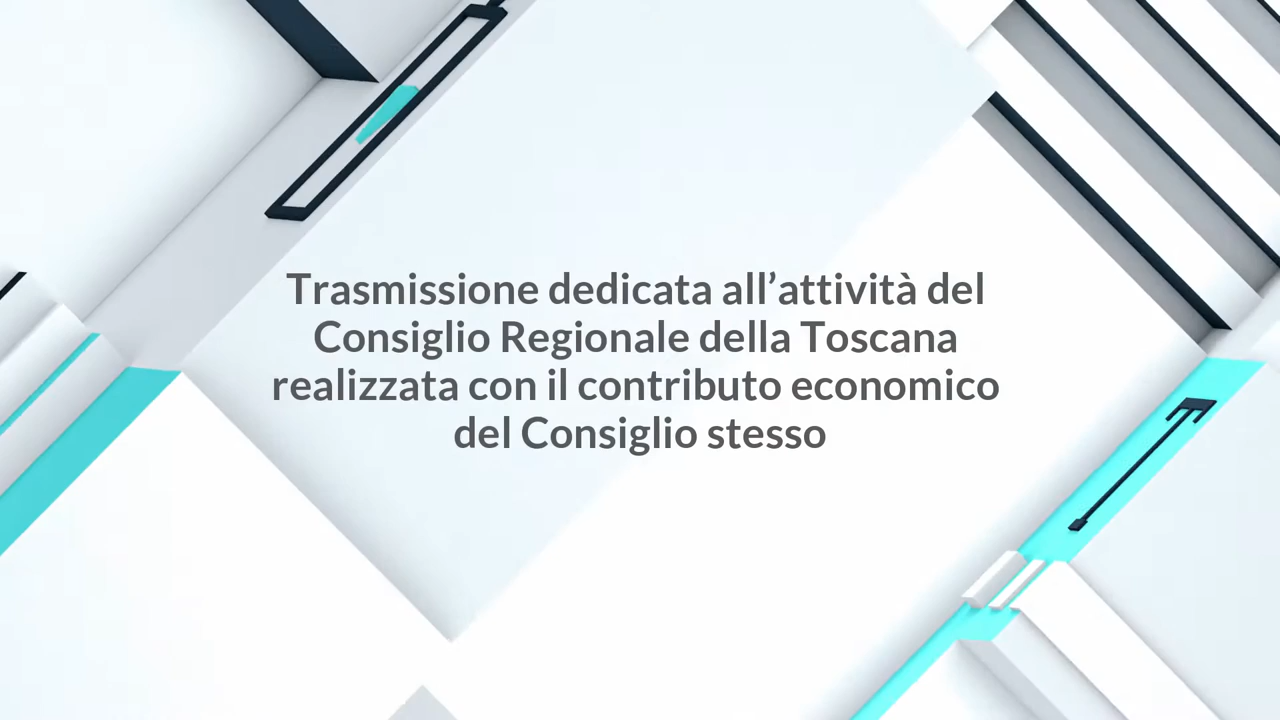 Trasmissione dedicata all’attività del
Consiglio Regionale della Toscana
realizzata con il contributo economico
del Consiglio stesso